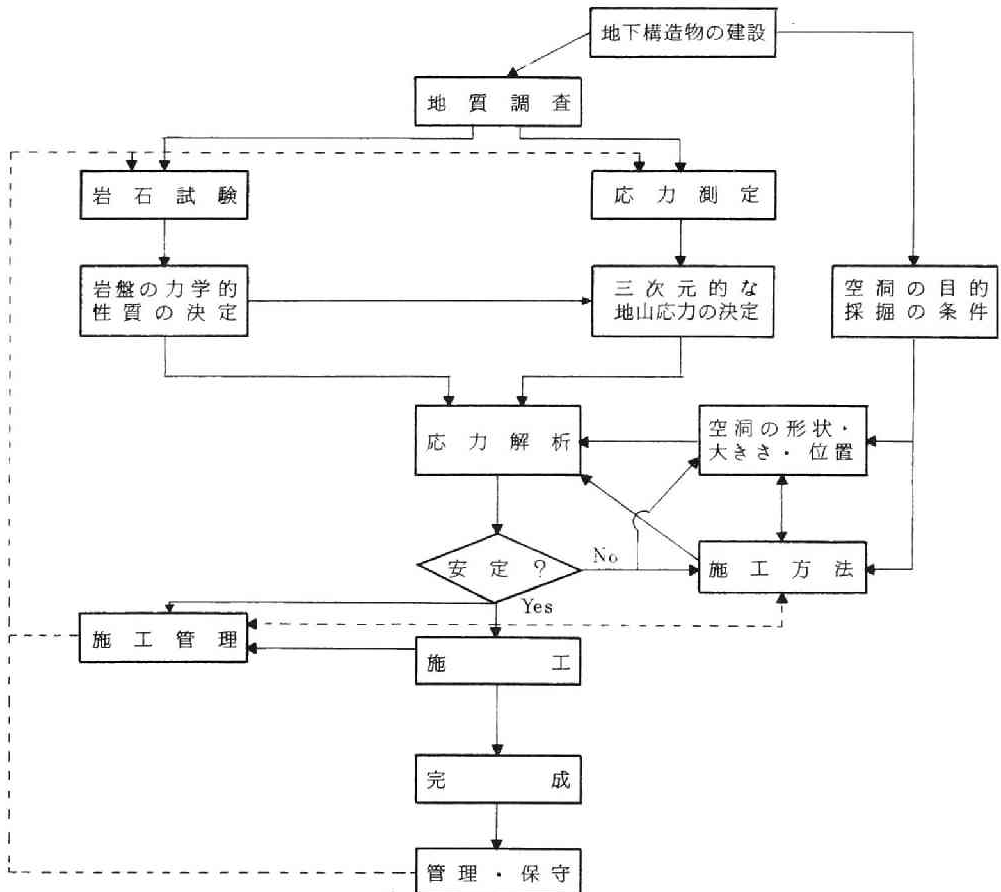 地下構造物の建設
地質調査
岩石試験
応力測定
岩盤の力学的
性質の決定
三次元的な
地山応力の決定
空洞の目的
採掘の条件
応力解析
空洞の形状・
大きさ・位置
安定?
No
施工方法
Yes
施工管理
施工
完成
管理・保守